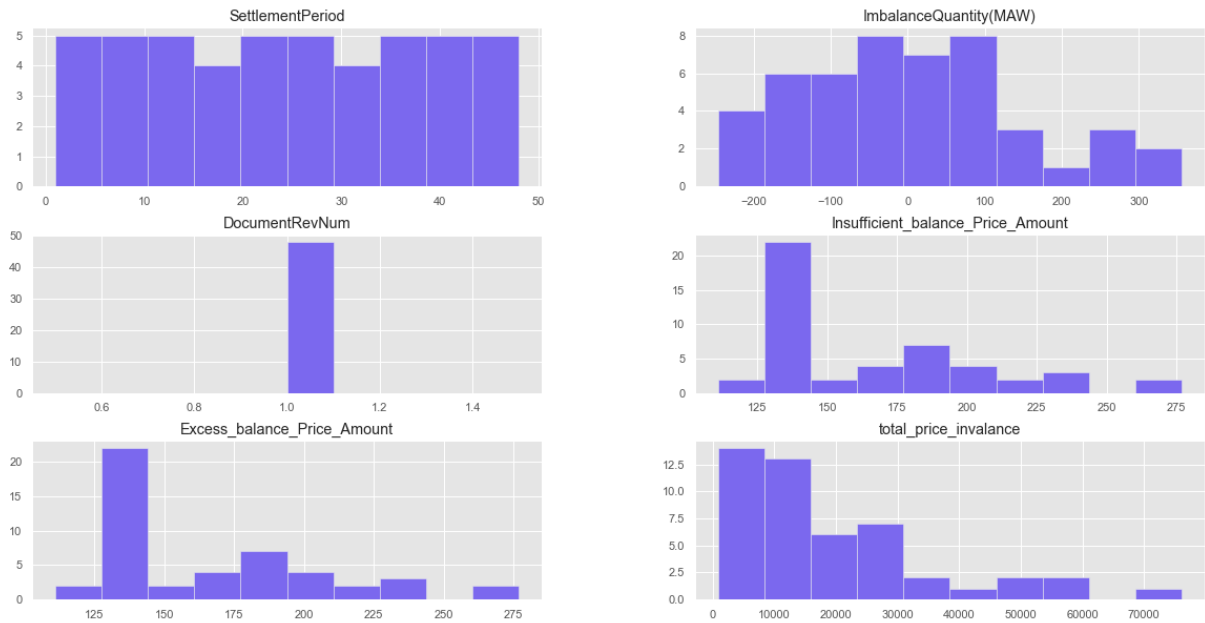 SettlementPeriod
5
4
3
2
1
0
0 10 20 30 40 50
ImbalanceQuantity(MAW)
8
6
4
2
0
−200 −100 0 100 200 300
DocumentRevNum
50
40
30
20
10
0
0.6 0.8 1.0 1.2 1.4
Insufficient_balance_Price_Amount
20
15
10
5
0
125 150 175 200 225 250 275
Excess_balance_Price_Amount
20
15
10
5
0
125 150 175 200 225 250 275
total_price_invalance
12.5
10.0
7.5
5.0
2.5
0.0
0 10000 20000 30000 40000 50000 60000 70000